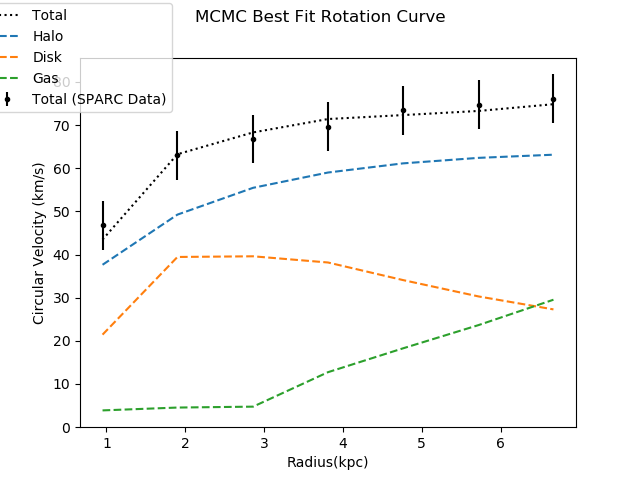 MCMC Best Fit Rotation Curve
Total
Halo
Disk
Gas
Total (SPARC Data)
80
70
60
50
40
30
20
10
0
Circular Velocity (km/s)
1 2 3 4 5 6
Radius(kpc)